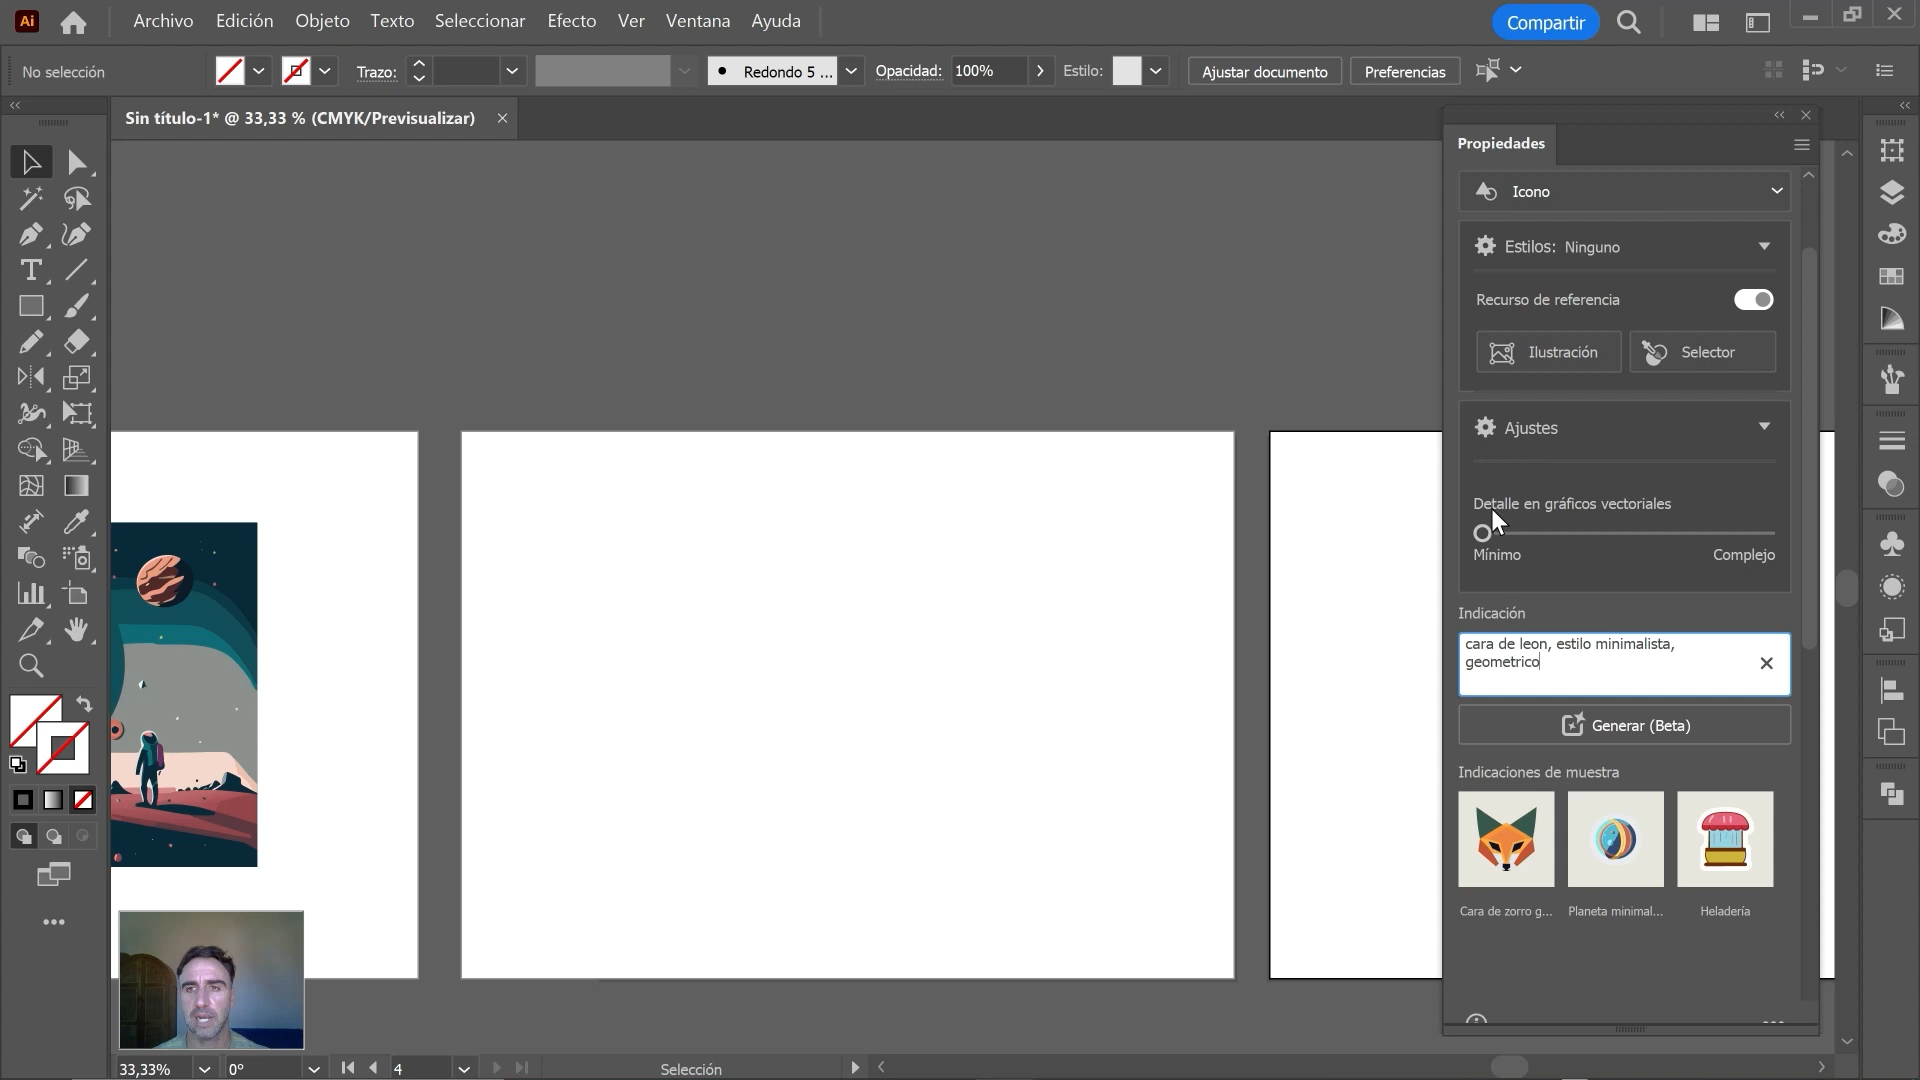 Ai
Archivo
Edición
Objeto
Texto
Seleccionar
Efecto
Ver
Ventana
Ayuda
Compartir
No selección
Trazo:
Redondo 5 ...
Opacidad:
100%
Estilo:
Ajustar documento
Preferencias
Sin título-1* @ 33,33 % (CMYK/Previsualizar)
Propiedades
Icono
Estilos: Ninguno
Recurso de referencia
Ilustración
Selector
Ajustes
Detalle en gráficos vectoriales
Mínimo
Complejo
Indicación
cara de leon, estilo minimalista,
geometrico
Generar (Beta)
Indicaciones de muestra
Cara de zorro g...
Planeta minimal...
Heladería
33,33%
0°
4
Selección